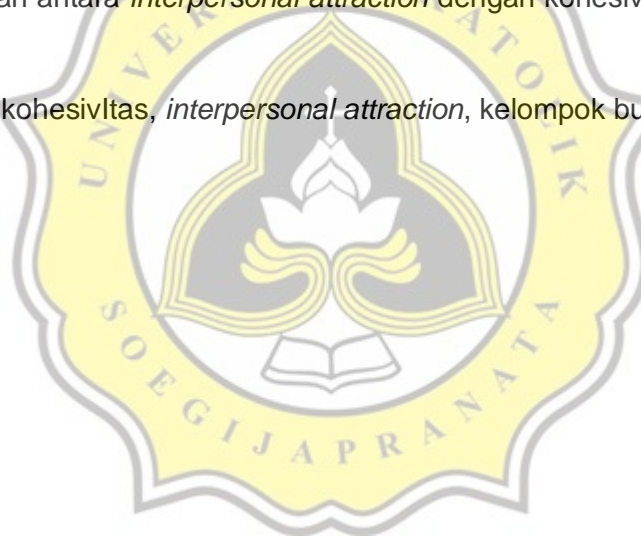 an antara interpersonal attraction dengan kohesiv
kohesivItas, interpersonal attraction, kelompok bu
UNIVERSITAS KATOLIK
SOEGIJAPRANATA